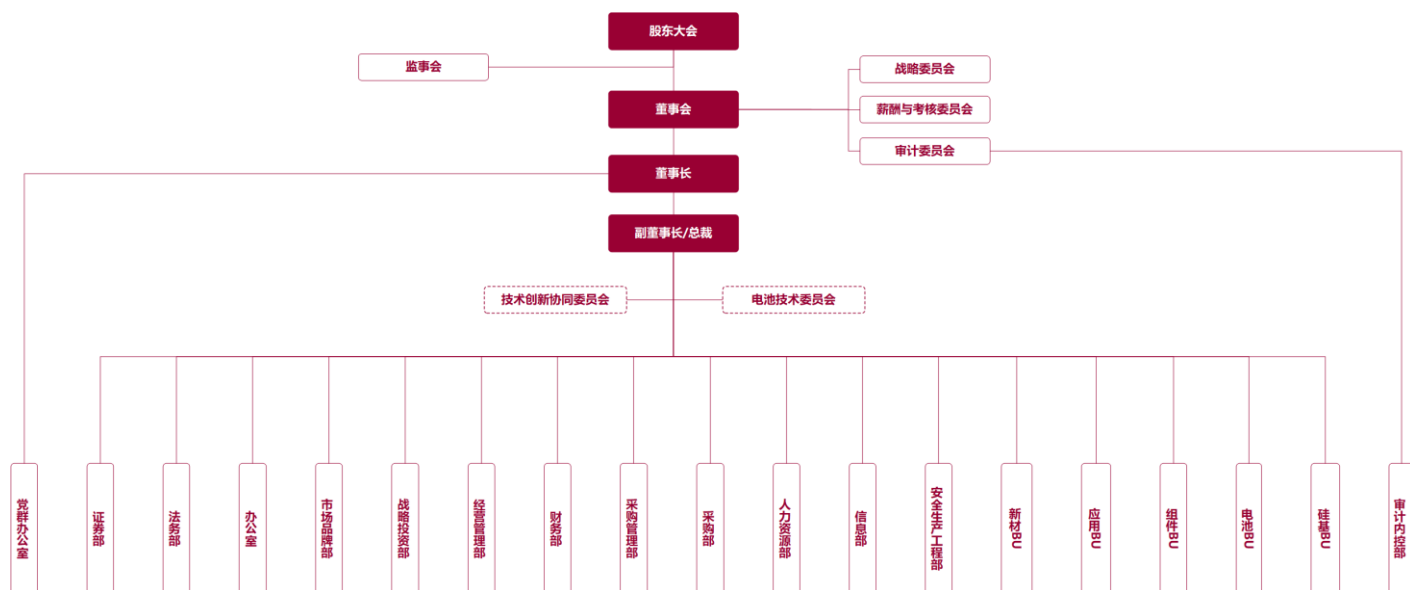 股东大会
监事会
战略委员会
董事会
薪酬与考核委员会
审计委员会
董事长
副董事长/总裁
技术创新协同委员会
电池技术委员会
党群办公室
证券部
法务部
办公室
市场品牌部
战略投资部
经营管理部
财务部
采购管理部
采购部
人力资源部
信息部
安全生产工程部
新材BU
应用BU
组件BU
电池BU
硅基BU
审计内控部